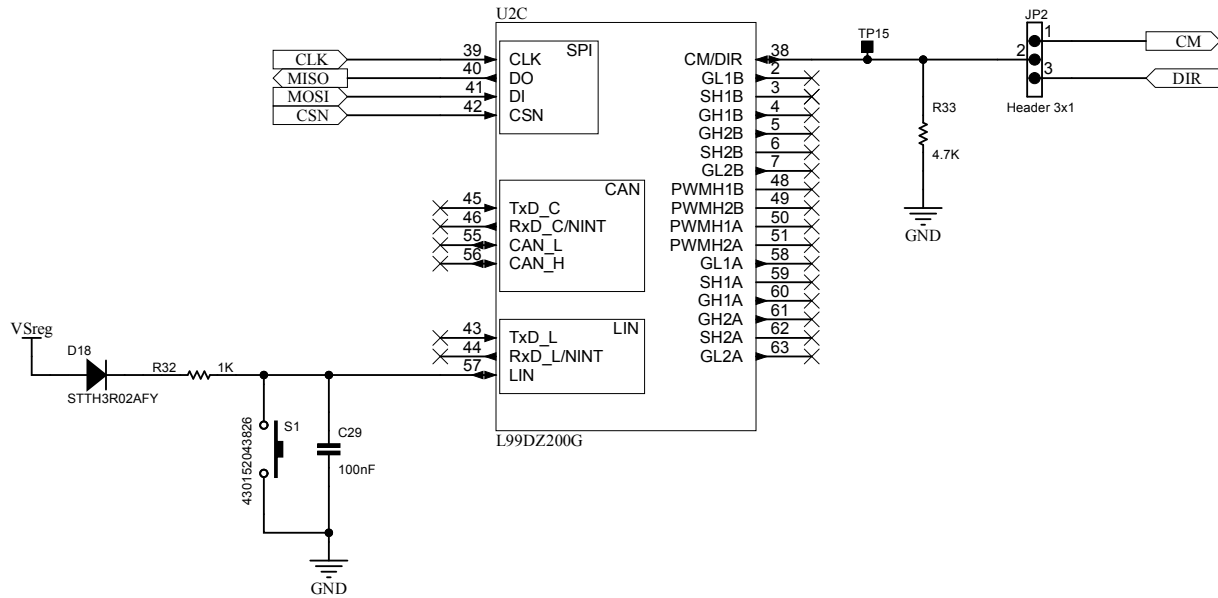 U2C
SPI
CLK 39 CLK
MISO 40 DO
MOSI 41 DI
CSN 42 CSN
CAN
45 TxD_C
46 RxD_C/NINT
55 CAN_L
56 CAN_H
LIN
43 TxD_L
44 RxD_L/NINT
57 LIN
CM/DIR 38
GL1B 2
SH1B 3
GH1B 4
GH2B 5
SH2B 6
GL2B 7
PWMH1B 48
PWMH2B 49
PWMH1A 50
PWMH2A 51
GL1A 58
SH1A 59
GH1A 60
GH2A 61
SH2A 62
GL2A 63
L99DZ200G
TP15
JP2
1 CM
2
3 DIR
Header 3x1
R33
4.7K
GND
VSreg
D18
STTH3R02AFY
R32 1K
S1
430152043826
C29
100nF
GND